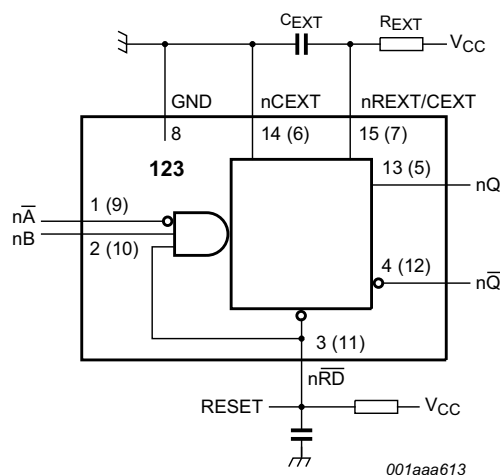 CEXT
REXT
VCC
GND
nCEXT
nREXT/CEXT
8
14 (6)
15 (7)
123
13 (5)
nQ
1 (9)
nA̅
nB
2 (10)
4 (12)
nQ̅
3 (11)
nR̅D̅
RESET
VCC
001aaa613